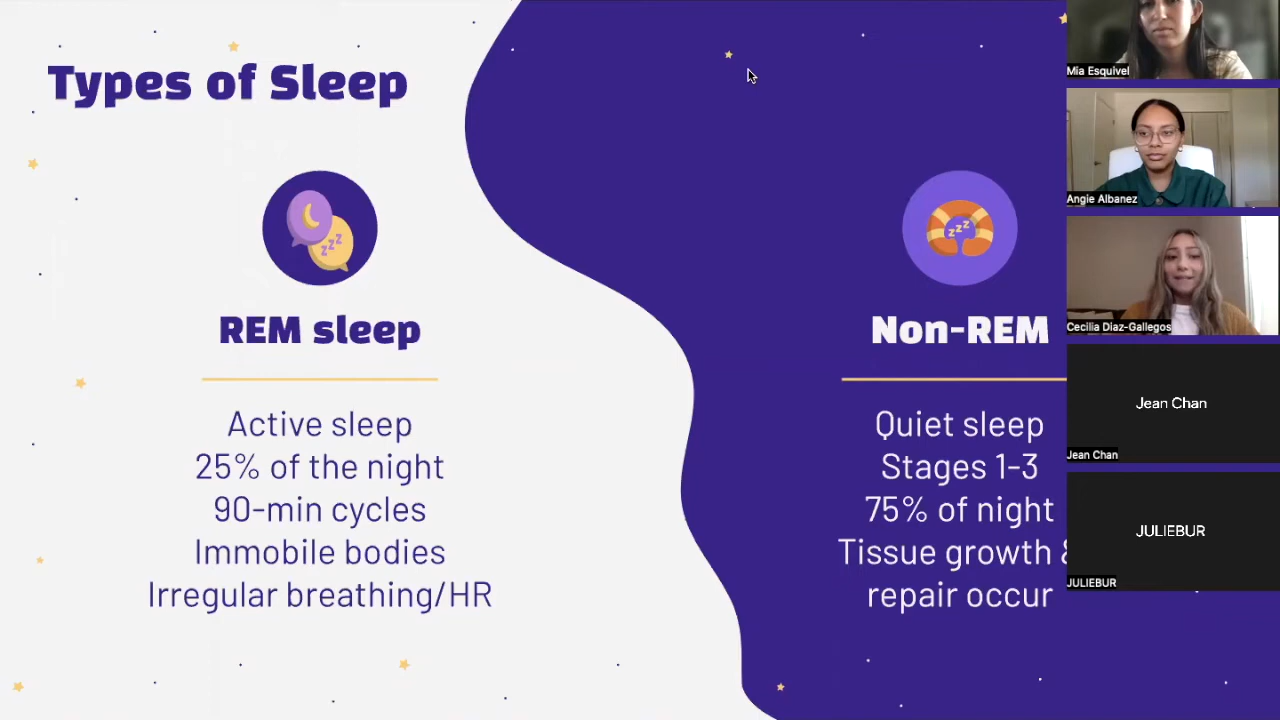 Types of Sleep
REM sleep
Active sleep
25% of the night
90-min cycles
Immobile bodies
Irregular breathing/HR
Non-REM
Quiet sleep
Stages 1-3
75% of night
Tissue growth &
repair occur
zzz
zzz
Mia Esquivel
Angie Albanez
Cecilia Diaz-Gallegos
Jean Chan
Jean Chan
JULIEBUR
JULIEBUR